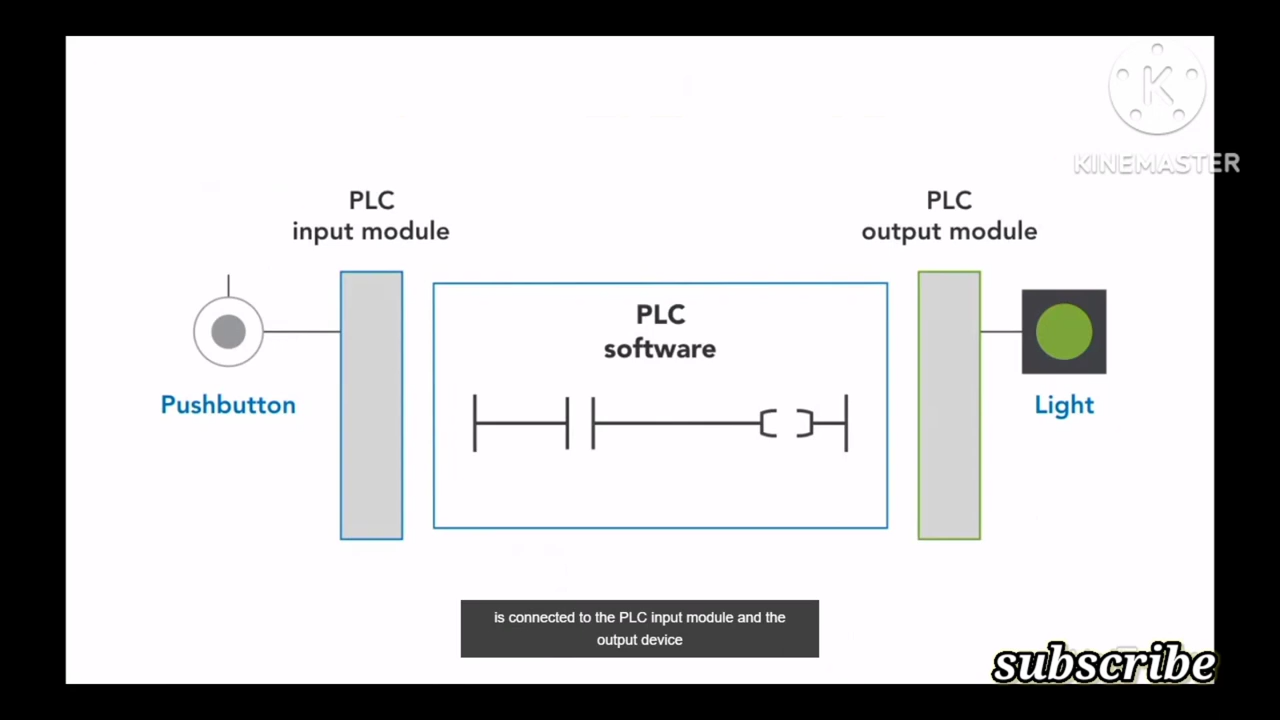 K
KINEMASTER
PLC
input module
PLC
output module
PLC
software
Pushbutton
Light
is connected to the PLC input module and the
output device
subscribe